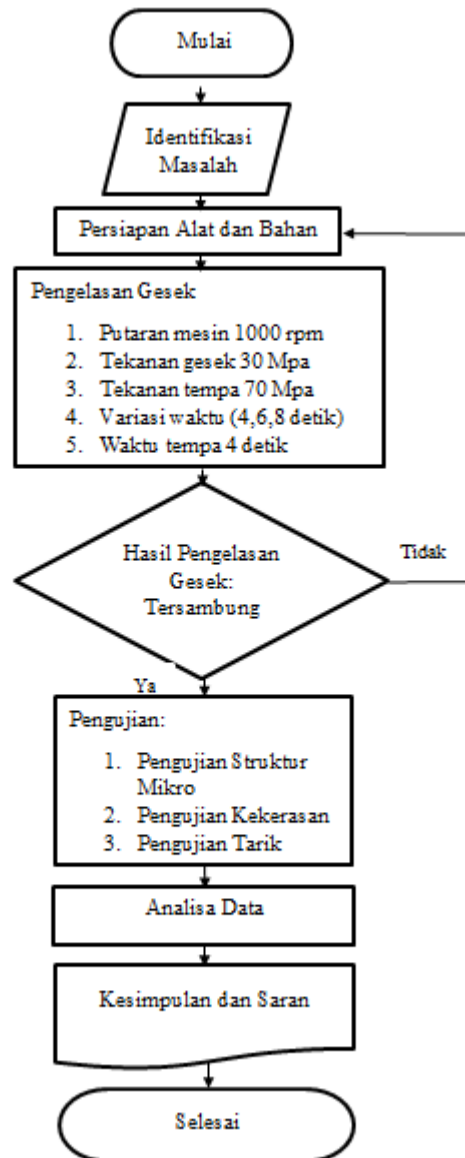 Mulai
Identifikasi
Masalah
Persiapan Alat dan Bahan
Pengelasan Gesek
1. Putaran mesin 1000 rpm
2. Tekanan gesek 30 Mpa
3. Tekanan tempa 70 Mpa
4. Variasi waktu (4,6,8 detik)
5. Waktu tempa 4 detik
Hasil Pengelasan
Gesek:
Tersambung
Tidak
Ya
Pengujian:
1. Pengujian Struktur
Mikro
2. Pengujian Kekerasan
3. Pengujian Tarik
Analisa Data
Kesimpulan dan Saran
Selesai